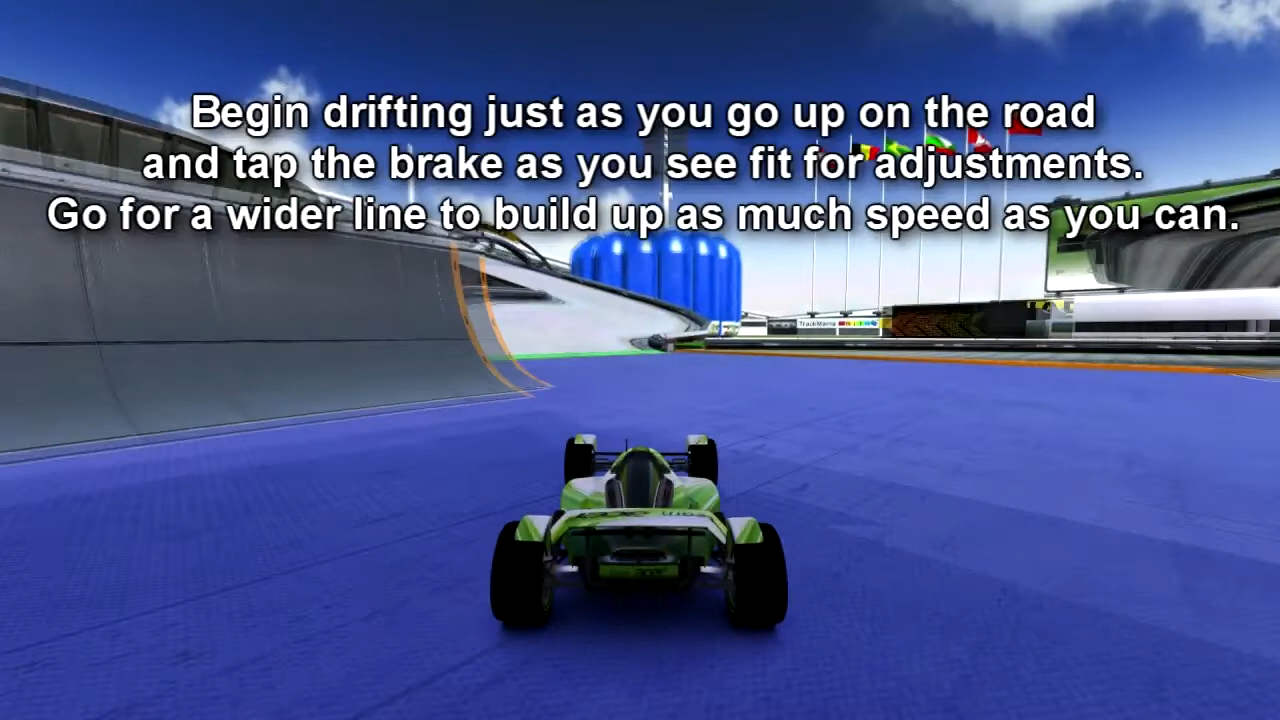 Begin drifting just as you go up on the road
and tap the brake as you see fit for adjustments.
Go for a wider line to build up as much speed as you can.
TrackMania